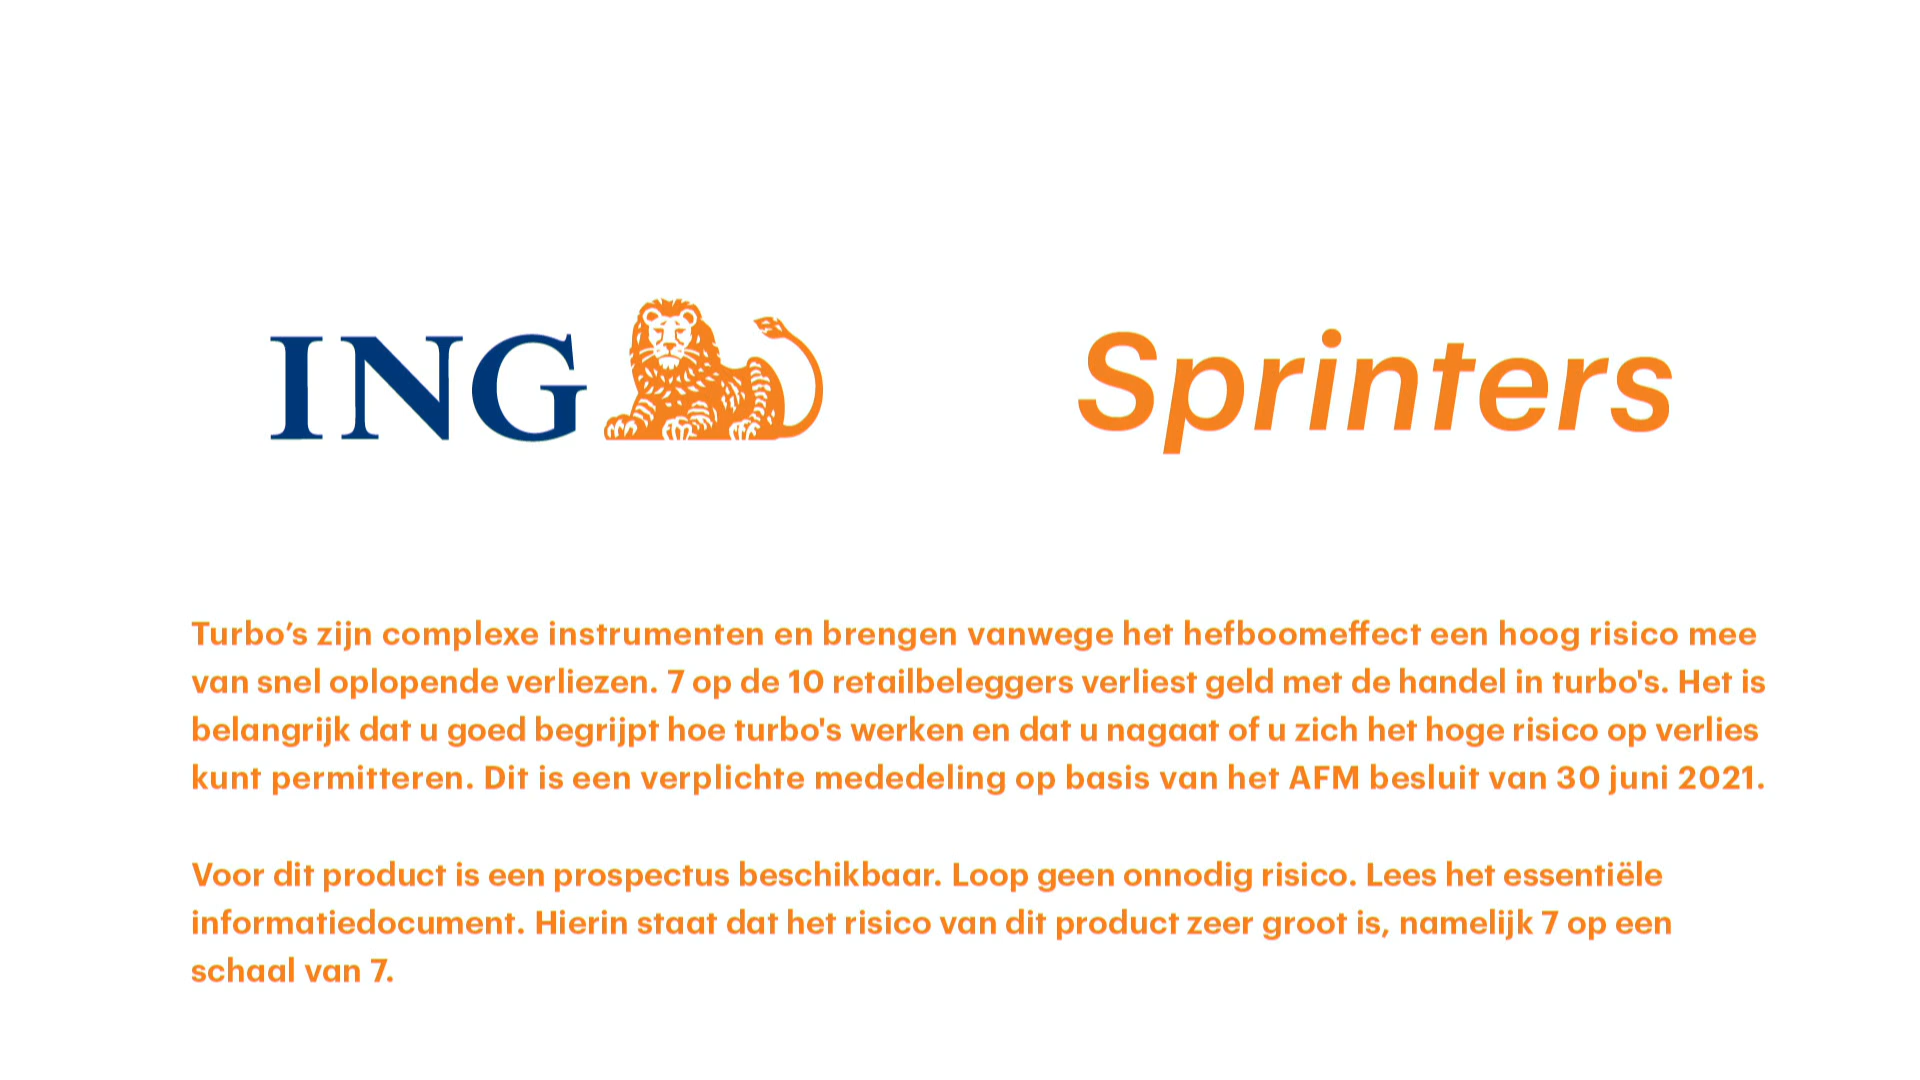 ING
Sprinters
Turbo’s zijn complexe instrumenten en brengen vanwege het hefboomeffect een hoog risico mee
van snel oplopende verliezen. 7 op de 10 retailbeleggers verliest geld met de handel in turbo's. Het is
belangrijk dat u goed begrijpt hoe turbo's werken en dat u nagaat of u zich het hoge risico op verlies
kunt permitteren. Dit is een verplichte mededeling op basis van het AFM besluit van 30 juni 2021.
Voor dit product is een prospectus beschikbaar. Loop geen onnodig risico. Lees het essentiële
informatiedocument. Hierin staat dat het risico van dit product zeer groot is, namelijk 7 op een
schaal van 7.